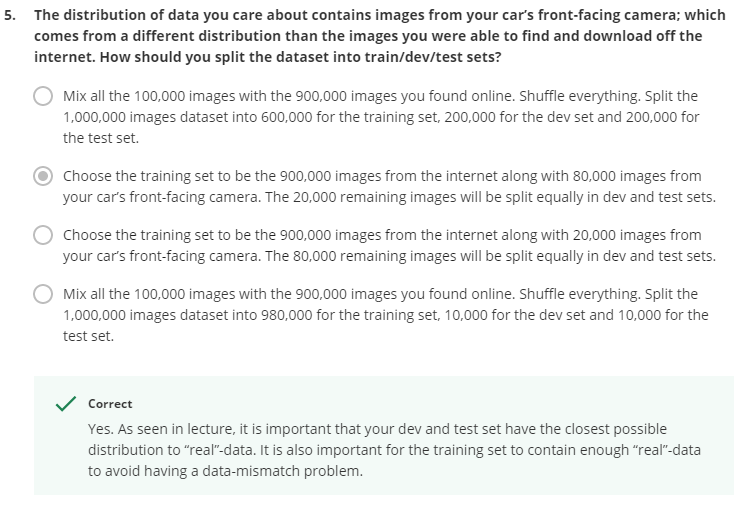 5. The distribution of data you care about contains images from your car's front-facing camera; which
comes from a different distribution than the images you were able to find and download off the
internet. How should you split the dataset into train/dev/test sets?
Mix all the 100,000 images with the 900,000 images you found online. Shuffle everything. Split the
1,000,000 images dataset into 600,000 for the training set, 200,000 for the dev set and 200,000 for
the test set.
Choose the training set to be the 900,000 images from the internet along with 80,000 images from
your car's front-facing camera. The 20,000 remaining images will be split equally in dev and test sets.
Choose the training set to be the 900,000 images from the internet along with 20,000 images from
your car's front-facing camera. The 80,000 remaining images will be split equally in dev and test sets.
Mix all the 100,000 images with the 900,000 images you found online. Shuffle everything. Split the
1,000,000 images dataset into 980,000 for the training set, 10,000 for the dev set and 10,000 for the
test set.
Correct
Yes. As seen in lecture, it is important that your dev and test set have the closest possible
distribution to “real”-data. It is also important for the training set to contain enough “real”-data
to avoid having a data-mismatch problem.